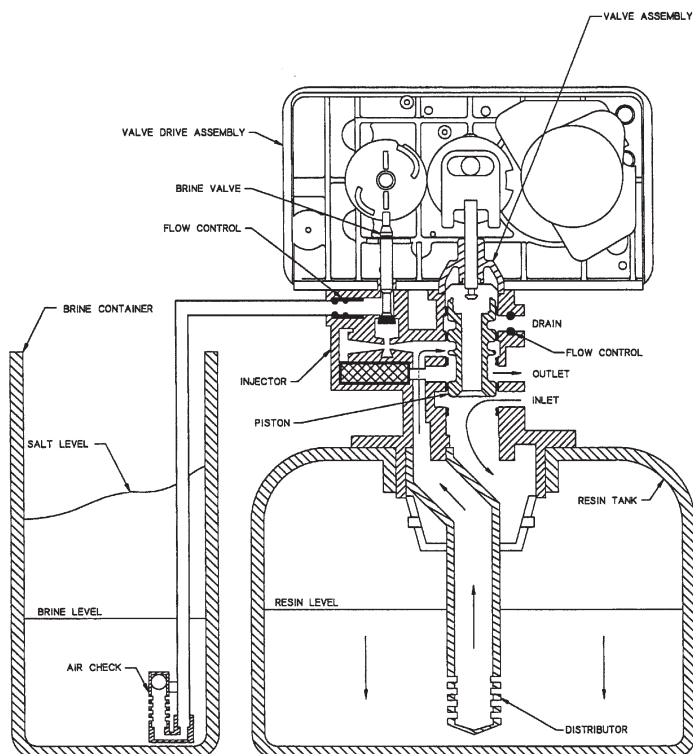 VALVE ASSEMBLY
VALVE DRIVE ASSEMBLY
BRINE VALVE
FLOW CONTROL
BRINE CONTAINER
DRAIN
FLOW CONTROL
INJECTOR
OUTLET
INLET
PISTON
SALT LEVEL
RESIN TANK
BRINE LEVEL
RESIN LEVEL
AIR CHECK
DISTRIBUTOR